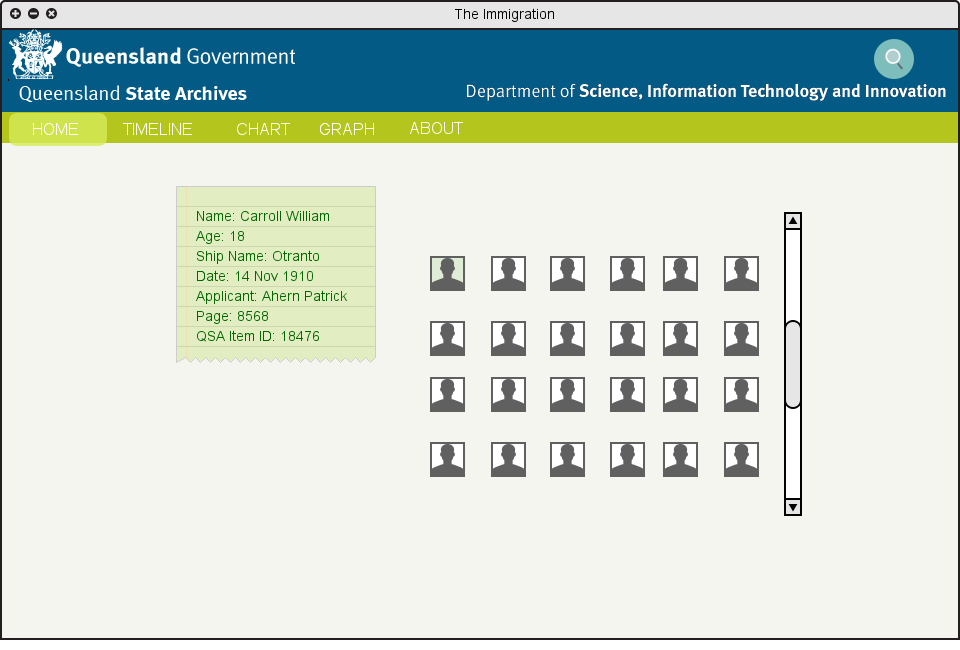 The Immigration
Queensland Government
Queensland State Archives
Department of Science, Information Technology and Innovation
HOME TIMELINE CHART GRAPH ABOUT
Name: Carroll William
Age: 18
Ship Name: Otranto
Date: 14 Nov 1910
Applicant: Ahern Patrick
Page: 8568
QSA Item ID: 18476